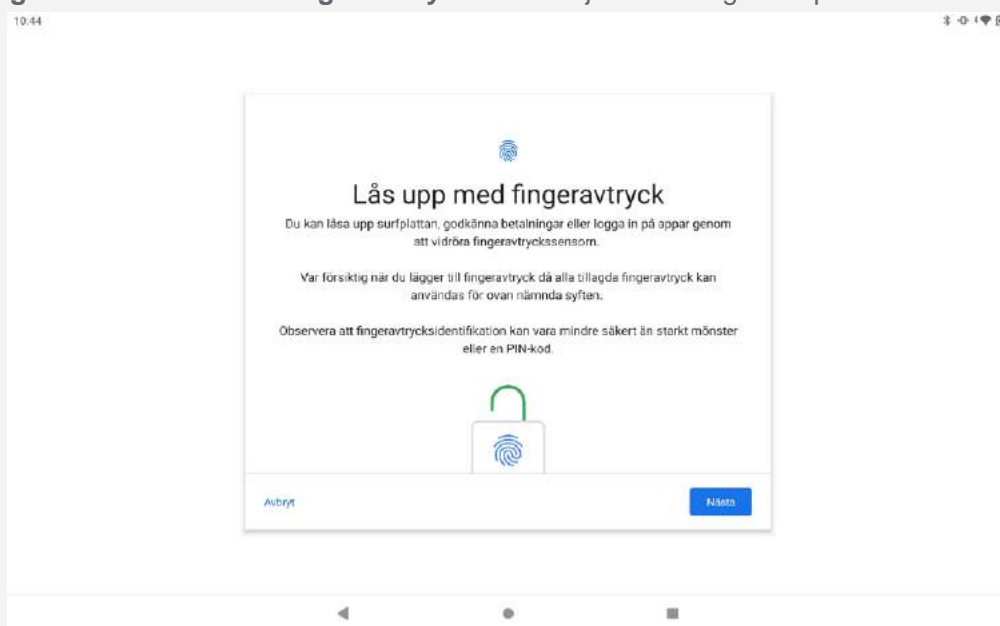 10:44
Lås upp med fingeravtryck
Du kan låsa upp surfplattan, godkänna betalningar eller logga in på appar genom
att vidröra fingeravtryckssensorn.
Var försiktig när du lägger till fingeravtryck då alla tillagda fingeravtryck kan
användas för ovan nämnda syften.
Observera att fingeravtrycksidentifikation kan vara mindre säkert än starkt mönster
eller en PIN-kod.
Avbryt
Nästa